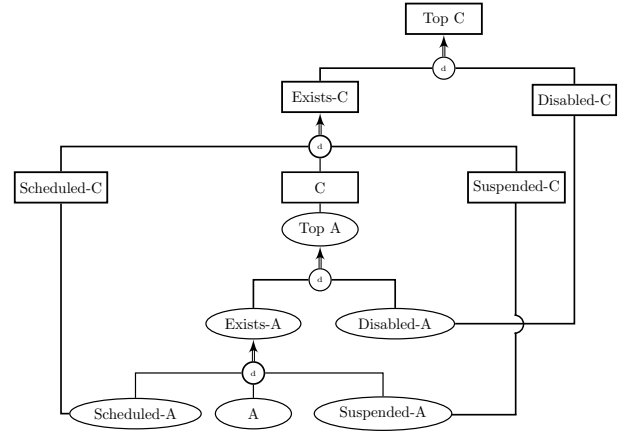 Top C
d
Exists-C
Disabled-C
d
Scheduled-C
C
Suspended-C
Top A
d
Exists-A
Disabled-A
d
Scheduled-A
A
Suspended-A